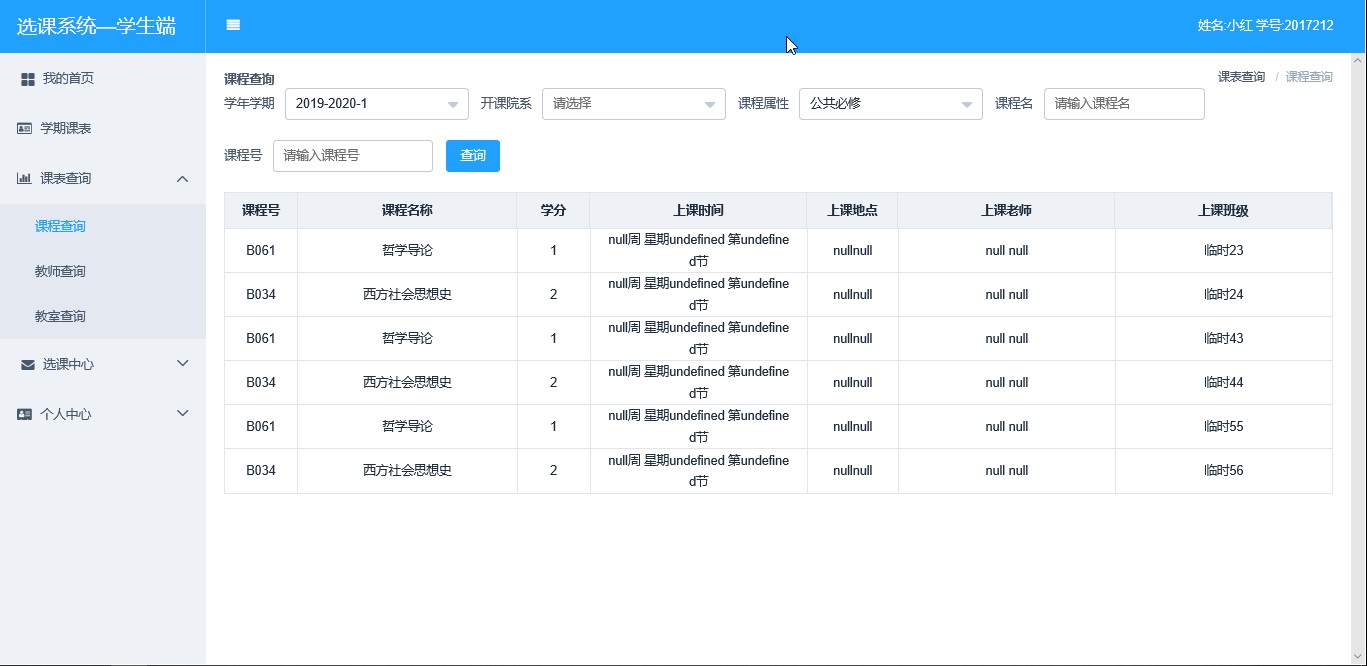 选课系统—学生端
姓名:小红 学号:2017212
我的首页
学期课表
课表查询
课程查询
教师查询
教室查询
选课中心
个人中心
课程查询
课表查询 / 课程查询
学年学期 2019-2020-1 开课院系 请选择 课程属性 公共必修 课程名 请输入课程名
课程号 请输入课程号 查询
课程号 课程名称 学分 上课时间 上课地点 上课老师 上课班级
B061 哲学导论 1 null周 星期undefined 第undefine
d节 nullnull null null 临时23
B034 西方社会思想史 2 null周 星期undefined 第undefine
d节 nullnull null null 临时24
B061 哲学导论 1 null周 星期undefined 第undefine
d节 nullnull null null 临时43
B034 西方社会思想史 2 null周 星期undefined 第undefine
d节 nullnull null null 临时44
B061 哲学导论 1 null周 星期undefined 第undefine
d节 nullnull null null 临时55
B034 西方社会思想史 2 null周 星期undefined 第undefine
d节 nullnull null null 临时56